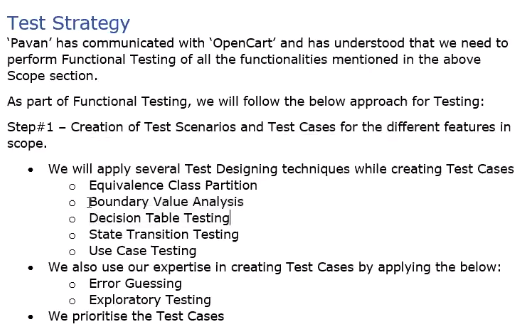 Test Strategy
‘Pavan’ has communicated with ‘OpenCart’ and has understood that we need to
perform Functional Testing of all the functionalities mentioned in the above
Scope section.
As part of Functional Testing, we will follow the below approach for Testing:
Step#1 – Creation of Test Scenarios and Test Cases for the different features in
scope.
• We will apply several Test Designing techniques while creating Test Cases
o Equivalence Class Partition
o Boundary Value Analysis
o Decision Table Testing
o State Transition Testing
o Use Case Testing
• We also use our expertise in creating Test Cases by applying the below:
o Error Guessing
o Exploratory Testing
• We prioritise the Test Cases